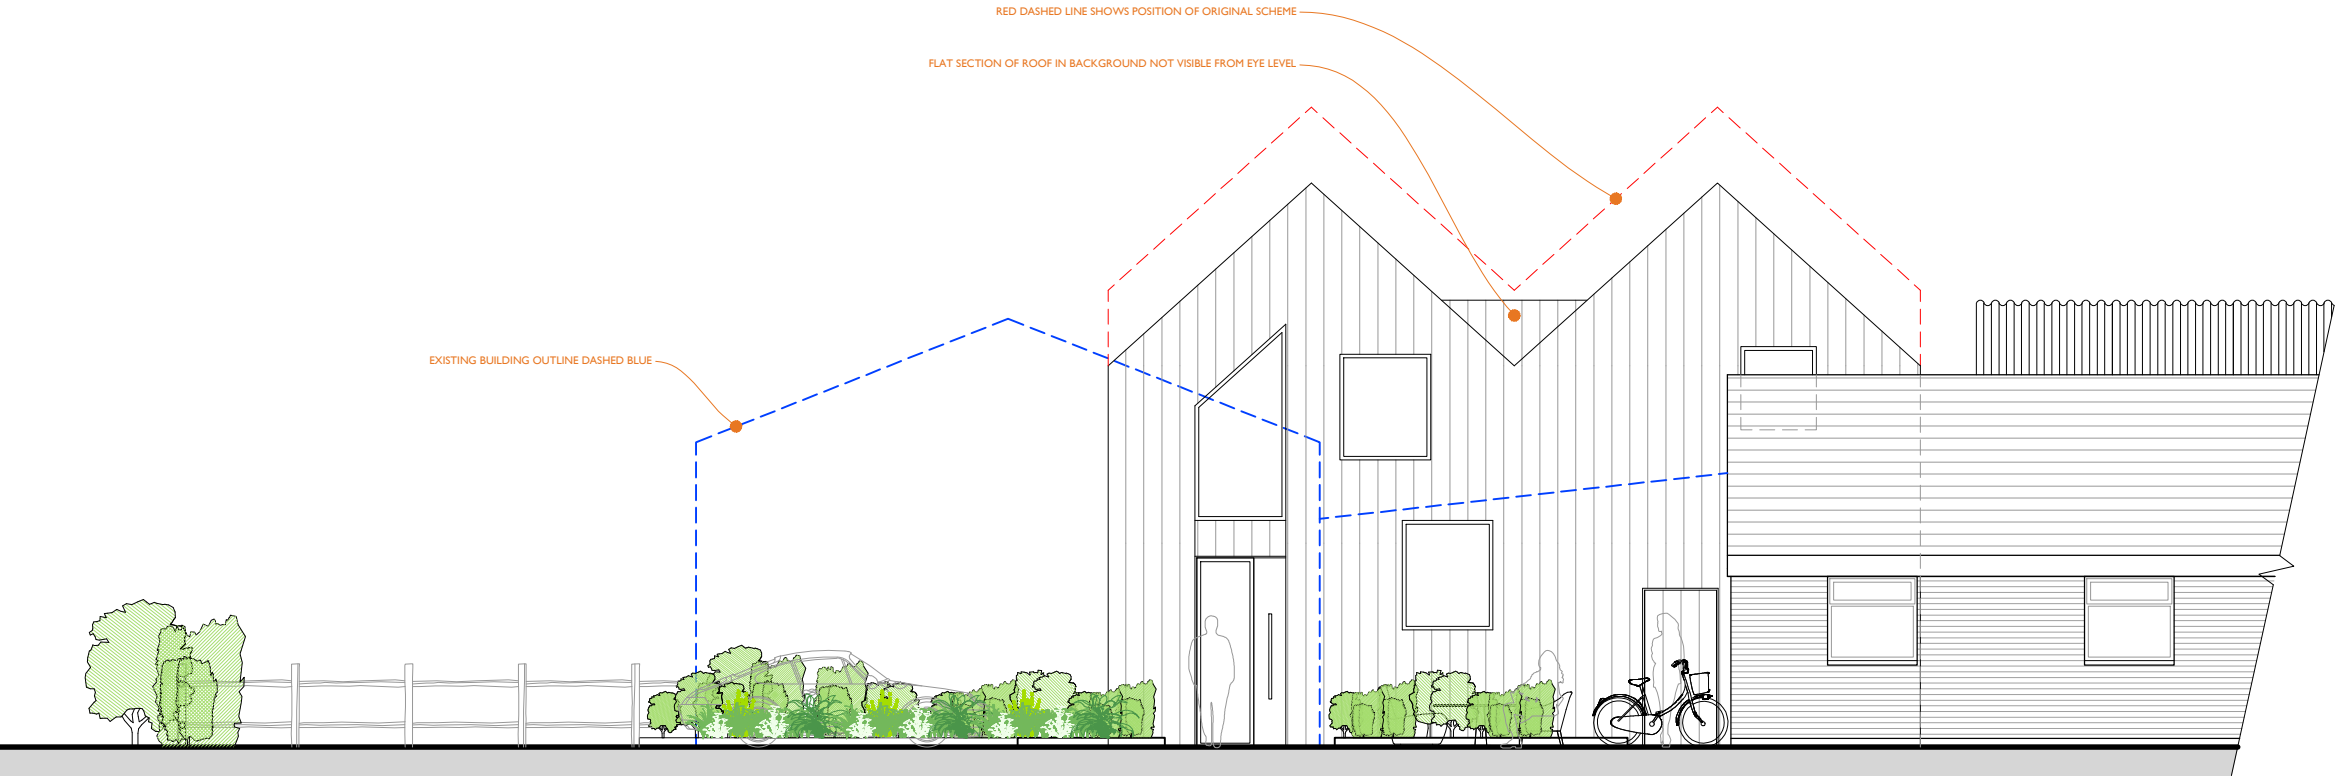 RED DASHED LINE SHOWS POSITION OF ORIGINAL SCHEME
FLAT SECTION OF ROOF IN BACKGROUND NOT VISIBLE FROM EYE LEVEL
EXISTING BUILDING OUTLINE DASHED BLUE